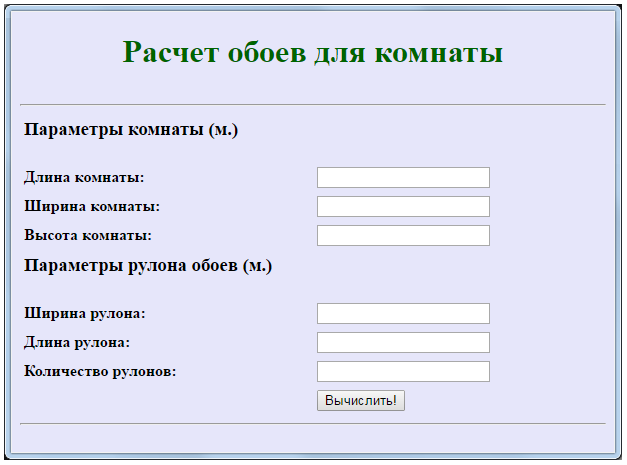 Расчет обоев для комнаты
Параметры комнаты (м.)
Длина комнаты:
Ширина комнаты:
Высота комнаты:
Параметры рулона обоев (м.)
Ширина рулона:
Длина рулона:
Количество рулонов:
Вычислить!